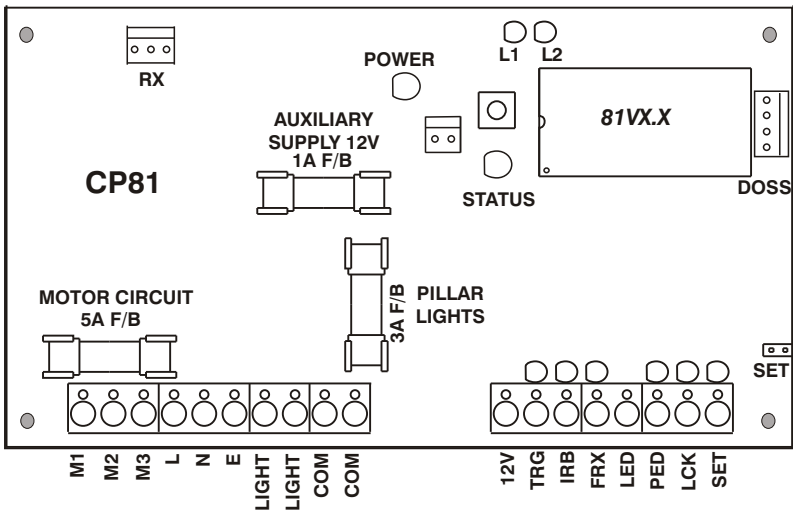 L1 L2
RX
POWER
AUXILIARY
SUPPLY 12V
1A F/B
81VX.X
CP81
STATUS
DOSS
MOTOR CIRCUIT
5A F/B
3A F/B
PILLAR
LIGHTS
SET
M1
M2
M3
L
N
E
LIGHT
LIGHT
COM
COM
12V
TRG
IRB
FRX
LED
PED
LCK
SET